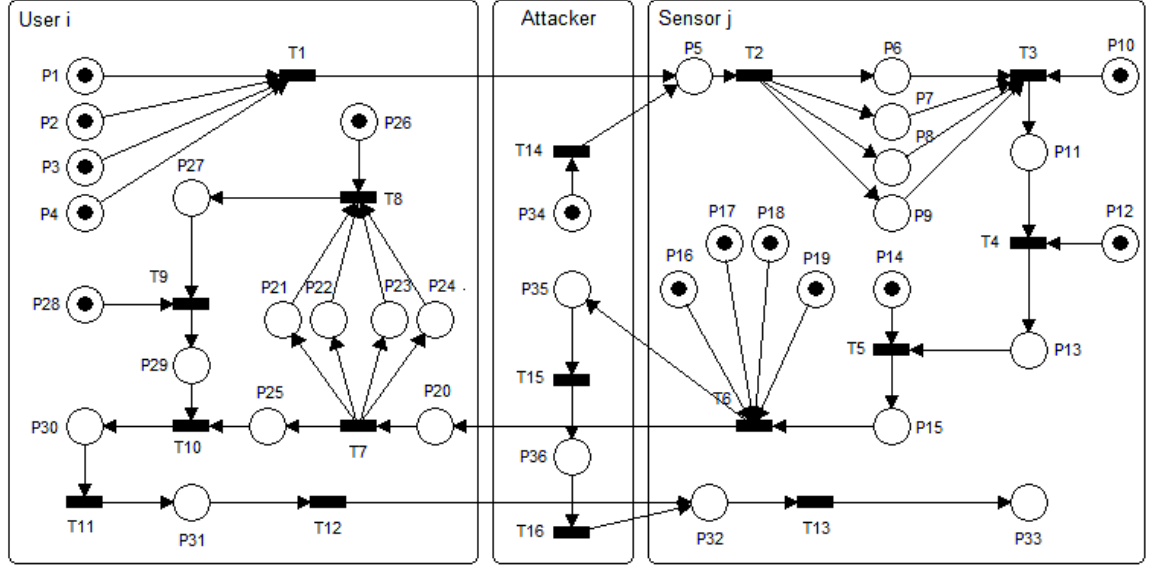 User i
Attacker
Sensor j
T1
P5
T2
P6
T3
P10
P1
P2
P26
P7
P8
P3
P27
T14
P11
P4
T8
P34
P9
P17
P18
T4
P12
P16
P19
P14
T9
P28
P21
P22
P23
P24
P35
P29
P25
P20
T15
T5
P13
T6
P30
T10
T7
P36
P15
T11
P31
T12
T16
P32
T13
P33